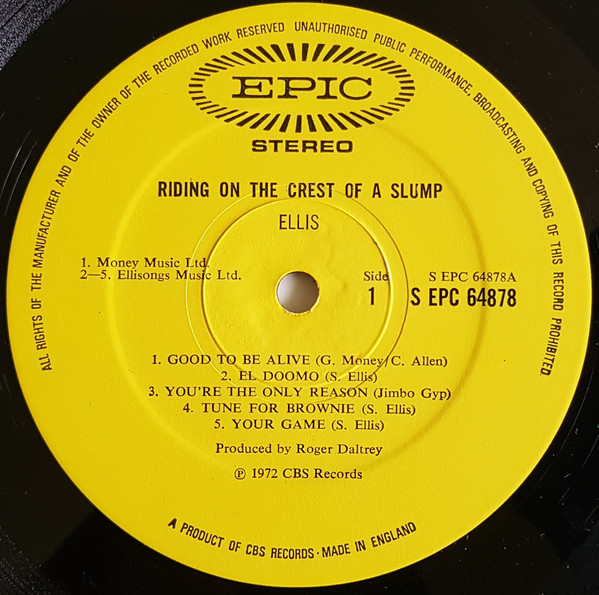 ALL RIGHTS OF THE MANUFACTURER AND OF THE OWNER OF THE RECORDED WORK RESERVED UNAUTHORISED PUBLIC PERFORMANCE, BROADCASTING AND COPYING OF THIS RECORD PROHIBITED.
EPIC
STEREO
RIDING ON THE CREST OF A SLUMP
ELLIS
1. Money Music Ltd.
2—5. Ellisongs Music Ltd.
Side
1
S EPC 64878A
S EPC 64878
1. GOOD TO BE ALIVE (G. Money/C. Allen)
2. EL DOOMO (S. Ellis)
3. YOU'RE THE ONLY REASON (Jimbo Gyp)
4. TUNE FOR BROWNIE (S. Ellis)
5. YOUR GAME (S. Ellis)
Produced by Roger Daltrey
℗ 1972 CBS Records
A PRODUCT OF CBS RECORDS · MADE IN ENGLAND